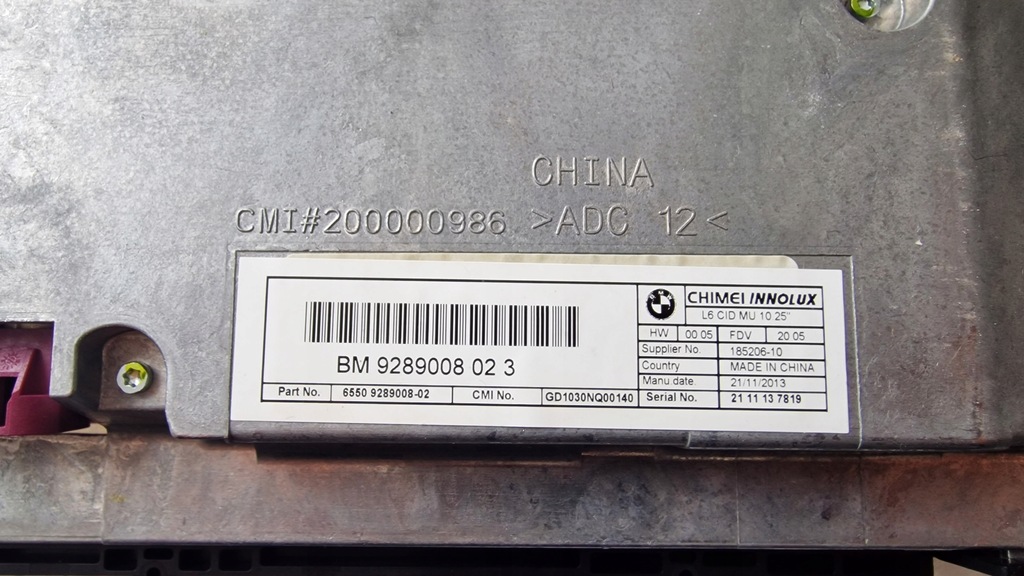 CHINA
CMI#200000986 >ADC 12<
BM 9289008 02 3
Part No. 6550 9289008-02 CMI No. GD1030NQ00140
CHIMEI INNOLUX
L6 CID MU 10 25"
HW 00 05 FDV 20 05
Supplier No. 185206-10
Country MADE IN CHINA
Manu date. 21/11/2013
Serial No. 21 11 13 7819